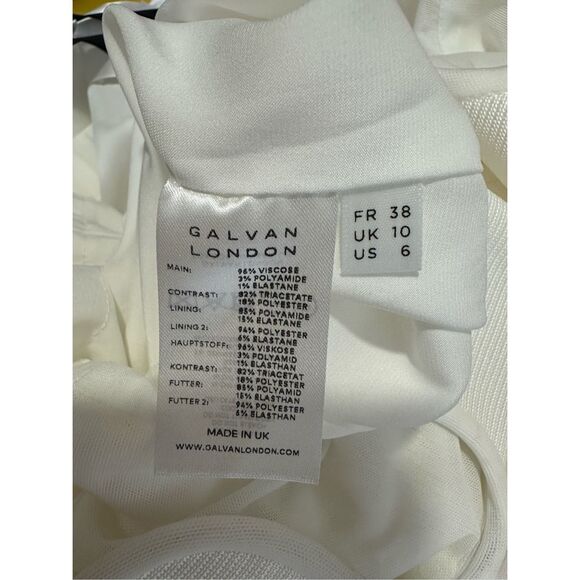 GALVAN
LONDON
MAIN: 96% VISCOSE
3% POLYAMIDE
1% ELASTANE
CONTRAST: 82% TRIACETATE
18% POLYESTER
LINING: 85% POLYAMIDE
15% ELASTANE
LINING 2: 94% POLYESTER
6% ELASTANE
HAUPTSTOFF: 96% VISKOSE
3% POLYAMID
1% ELASTHAN
KONTRAST: 82% TRIACETAT
18% POLYESTER
FUTTER: 85% POLYAMID
15% ELASTHAN
FUTTER 2: 94% POLYESTER
6% ELASTHAN
MADE IN UK
WWW.GALVANLONDON.COM
FR 38
UK 10
US 6